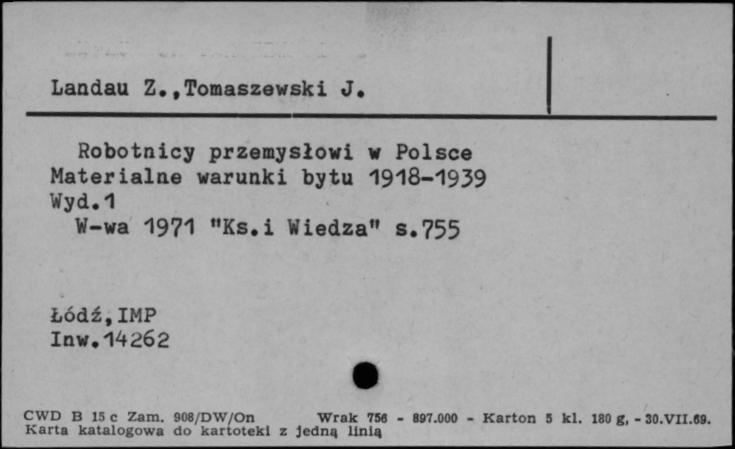 Landau Z.,Tomaszewski J.
Robotnicy przemysłowi w Polsce
Materialne warunki bytu 1918-1939
Wyd.1
W-wa 1971 "Ks.i Wiedza" s.755
Łódź,IMP
Inw.14262
CWD B 15 c Zam. 908/DW/On Wrak 756 - 897.000 - Karton 5 kl. 180 g, - 30.VII.69.
Karta katalogowa do kartoteki z jedną linią